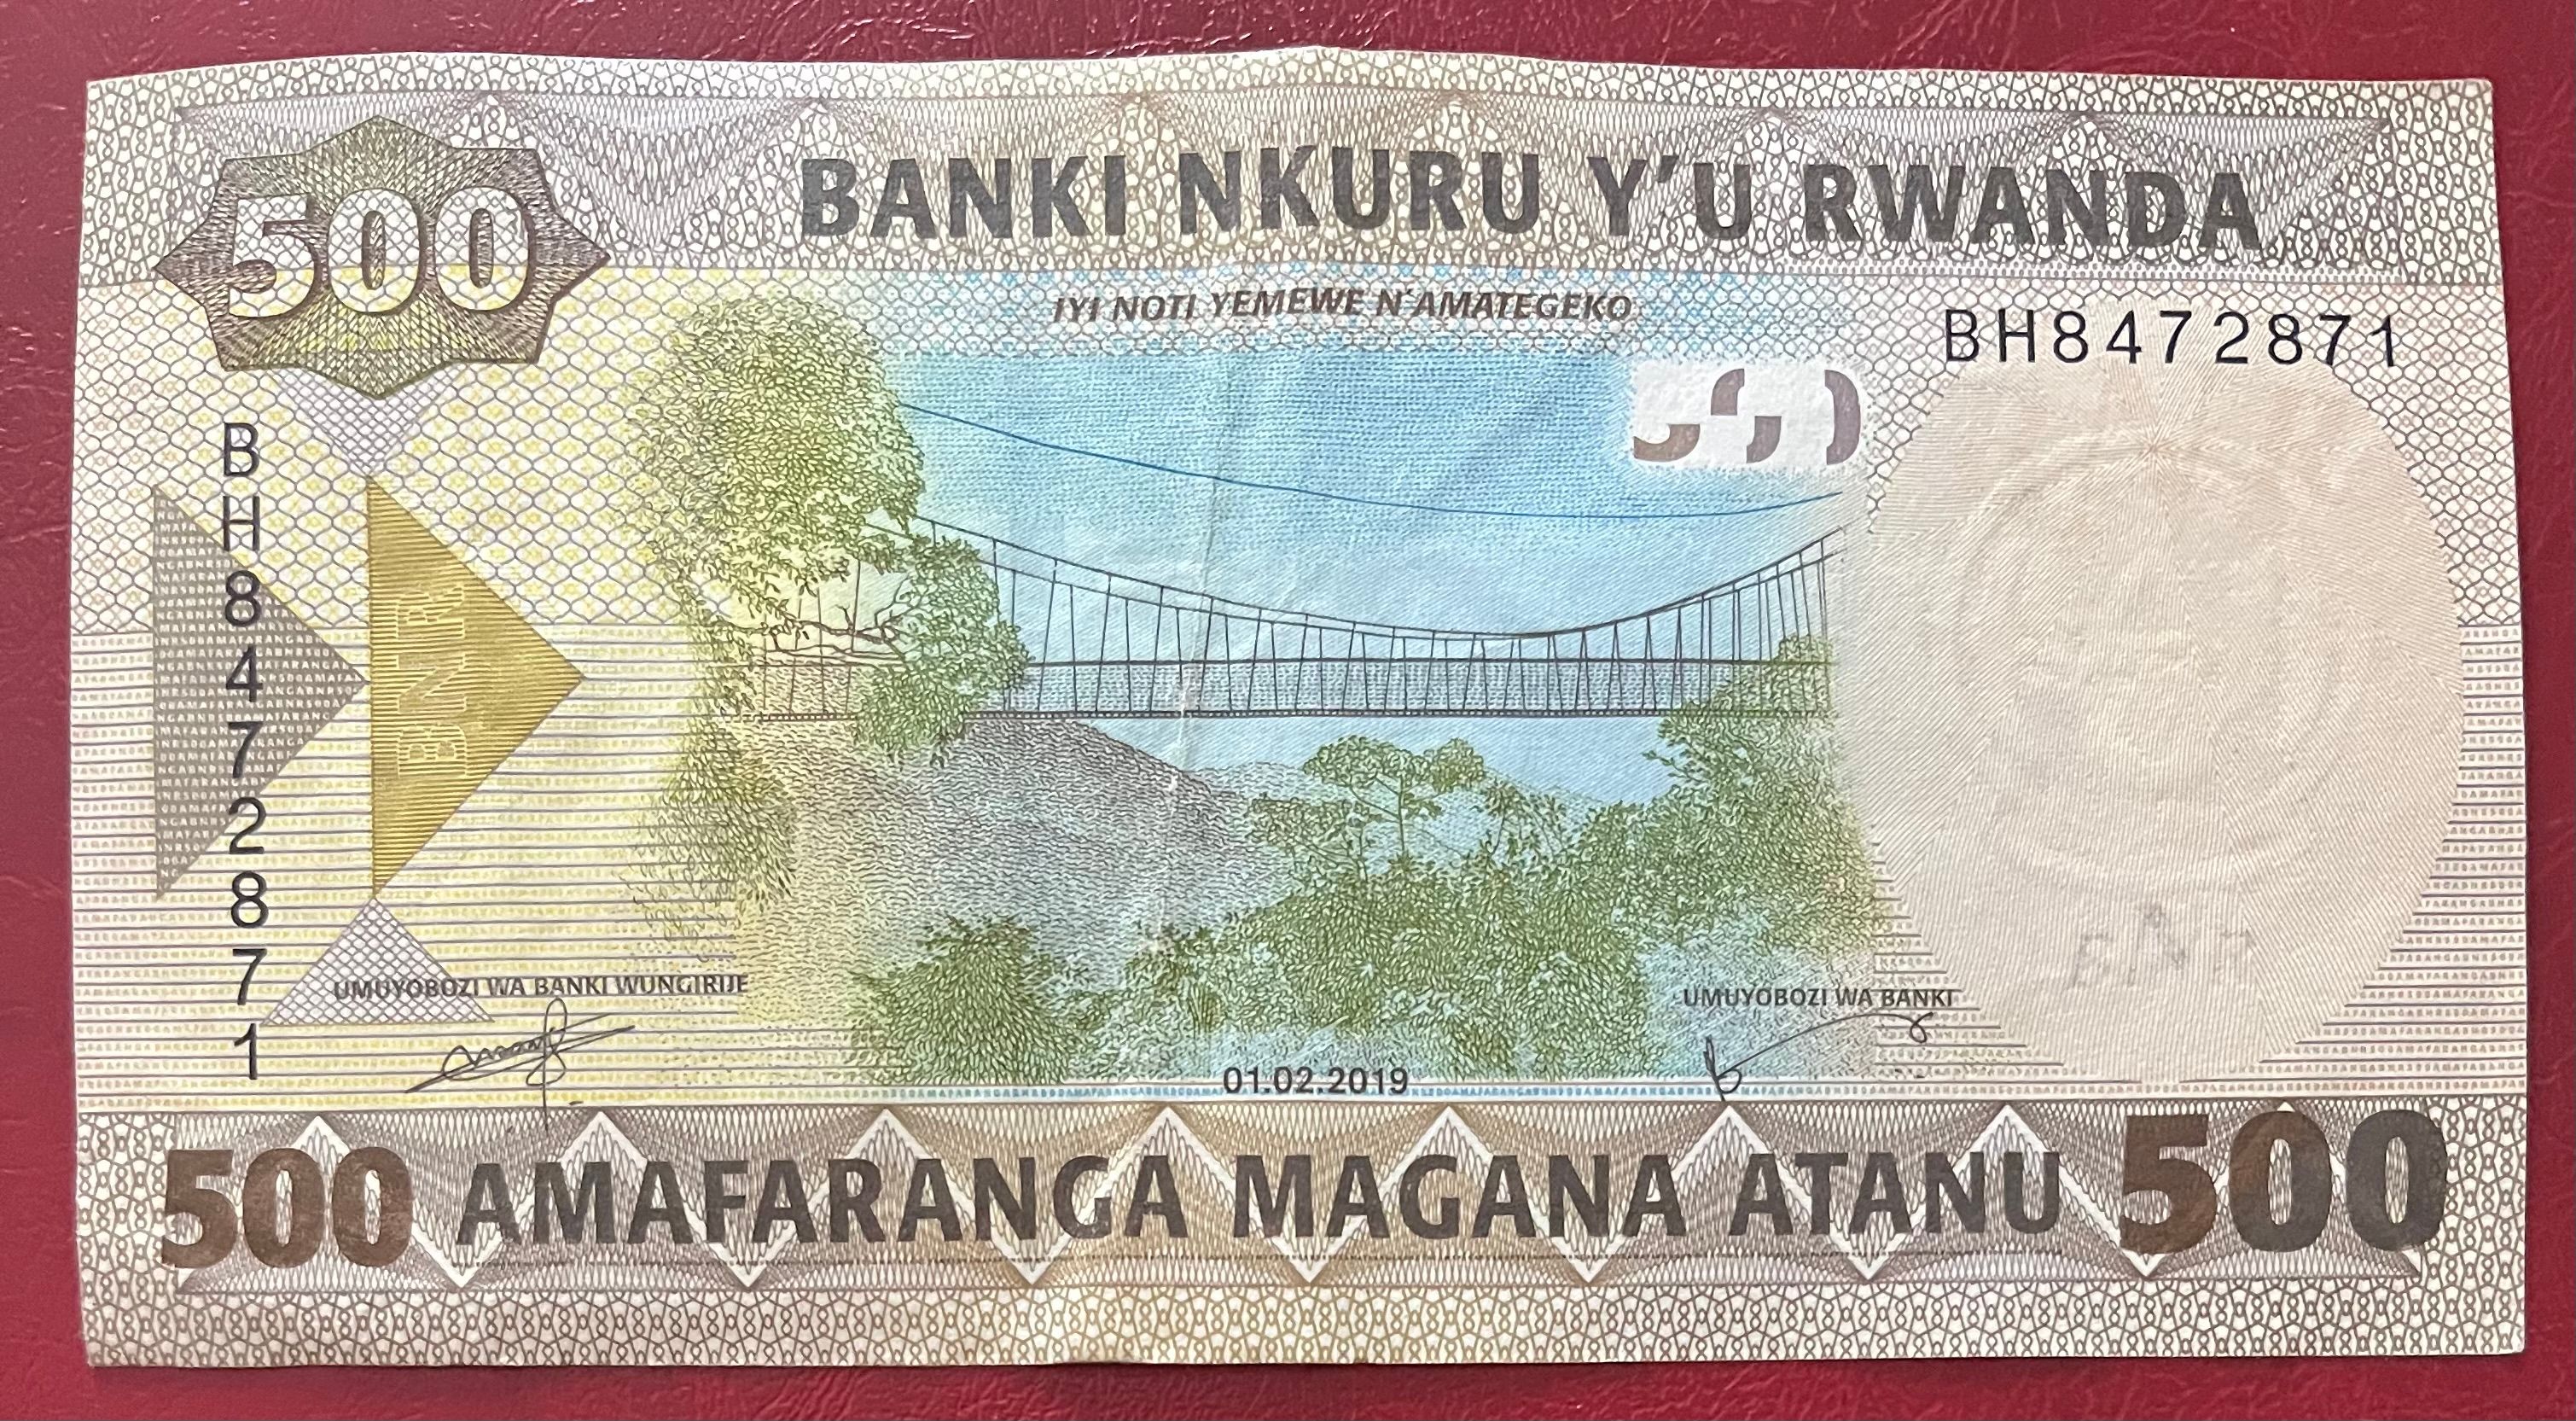 500
BANKI NKURU Y'U RWANDA
IYI NOTI YEMEWE N'AMATEGEKO
BH8472871
BH8472871
BNR
BNR
UMUYOBOZI WA BANKI WUNGIRIJE
UMUYOBOZI WA BANKI
01.02.2019
500 AMAFARANGA MAGANA ATANU 500